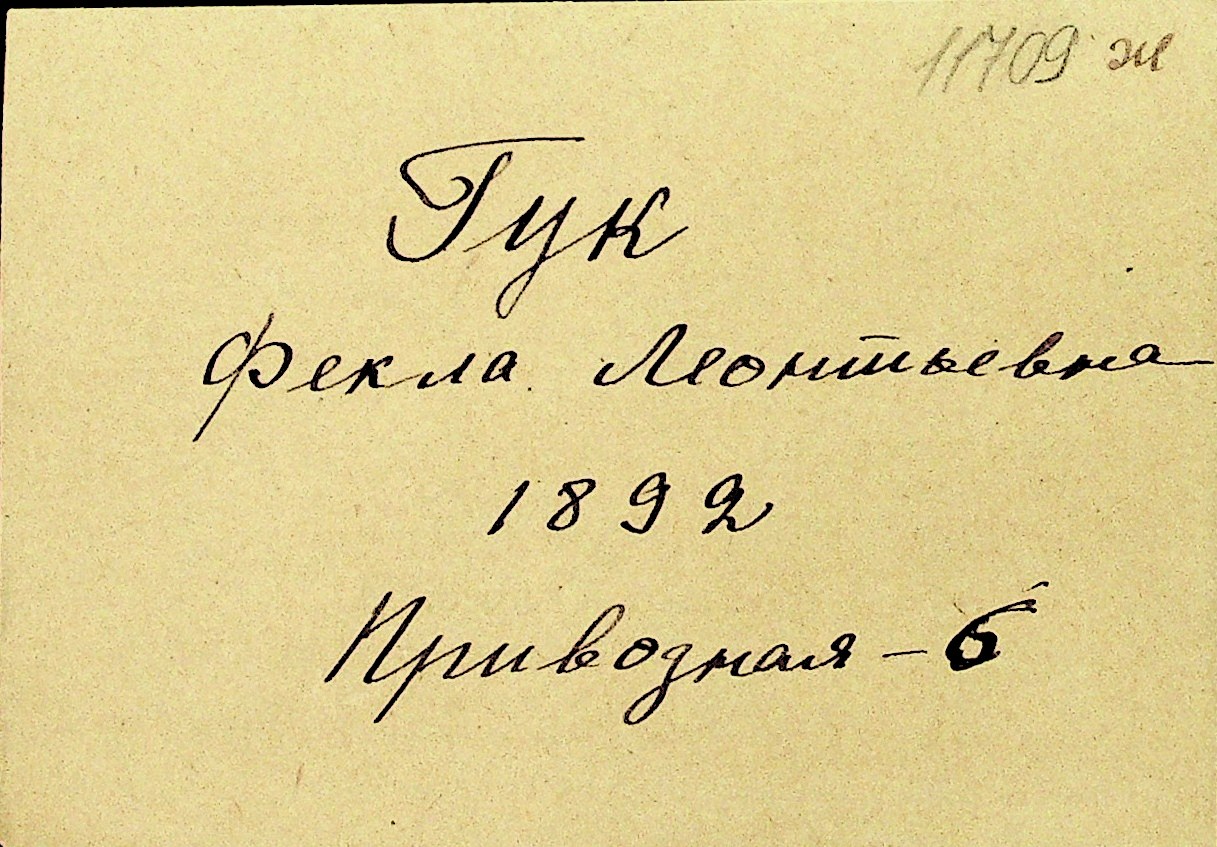 11709 ж
Гук
Фекла Леонтьевна
1892
Приводная - 6